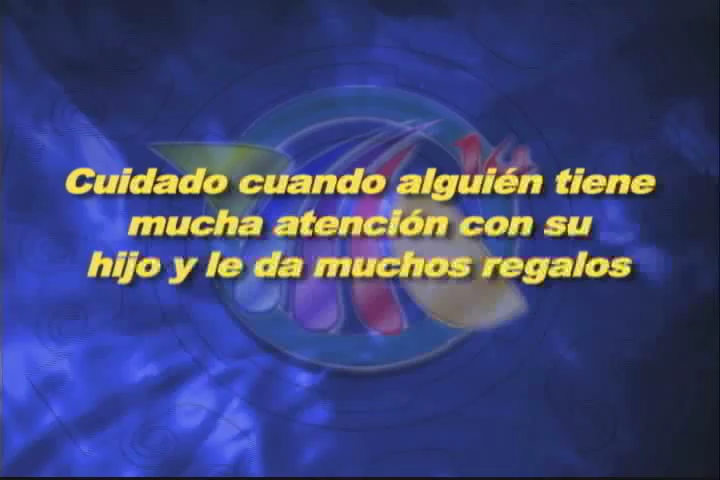 Cuidado cuando alguién tiene
mucha atención con su
hijo y le da muchos regalos